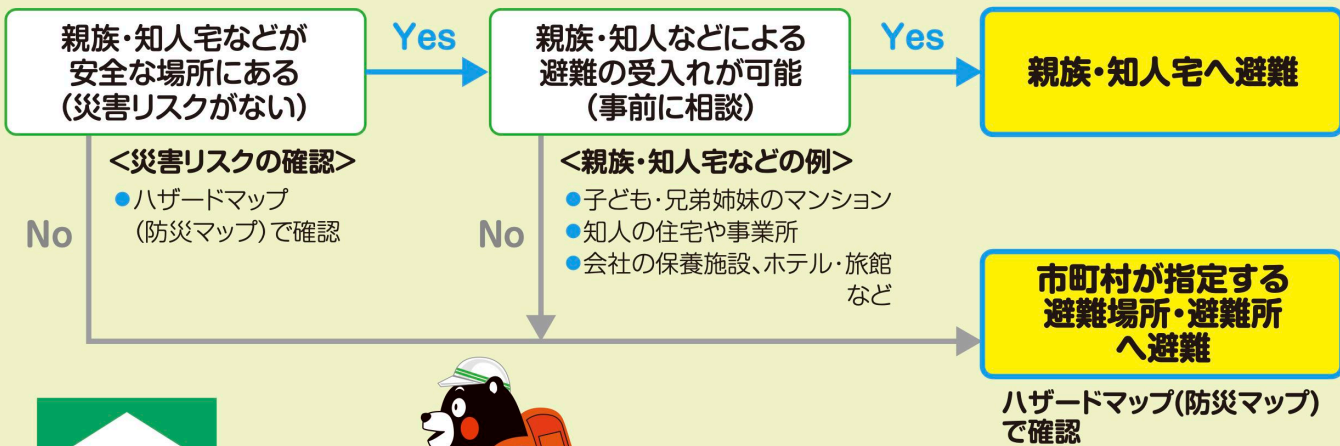 親族・知人宅などが
安全な場所にある
(災害リスクがない)
Yes
親族・知人などによる
避難の受入れが可能
(事前に相談)
Yes
親族・知人宅へ避難
<災害リスクの確認>
●ハザードマップ
(防災マップ)で確認
No
<親族・知人宅などの例>
●子ども・兄弟姉妹のマンション
●知人の住宅や事業所
●会社の保養施設、ホテル・旅館
など
No
市町村が指定する
避難場所・避難所
へ避難
ハザードマップ(防災マップ)
で確認